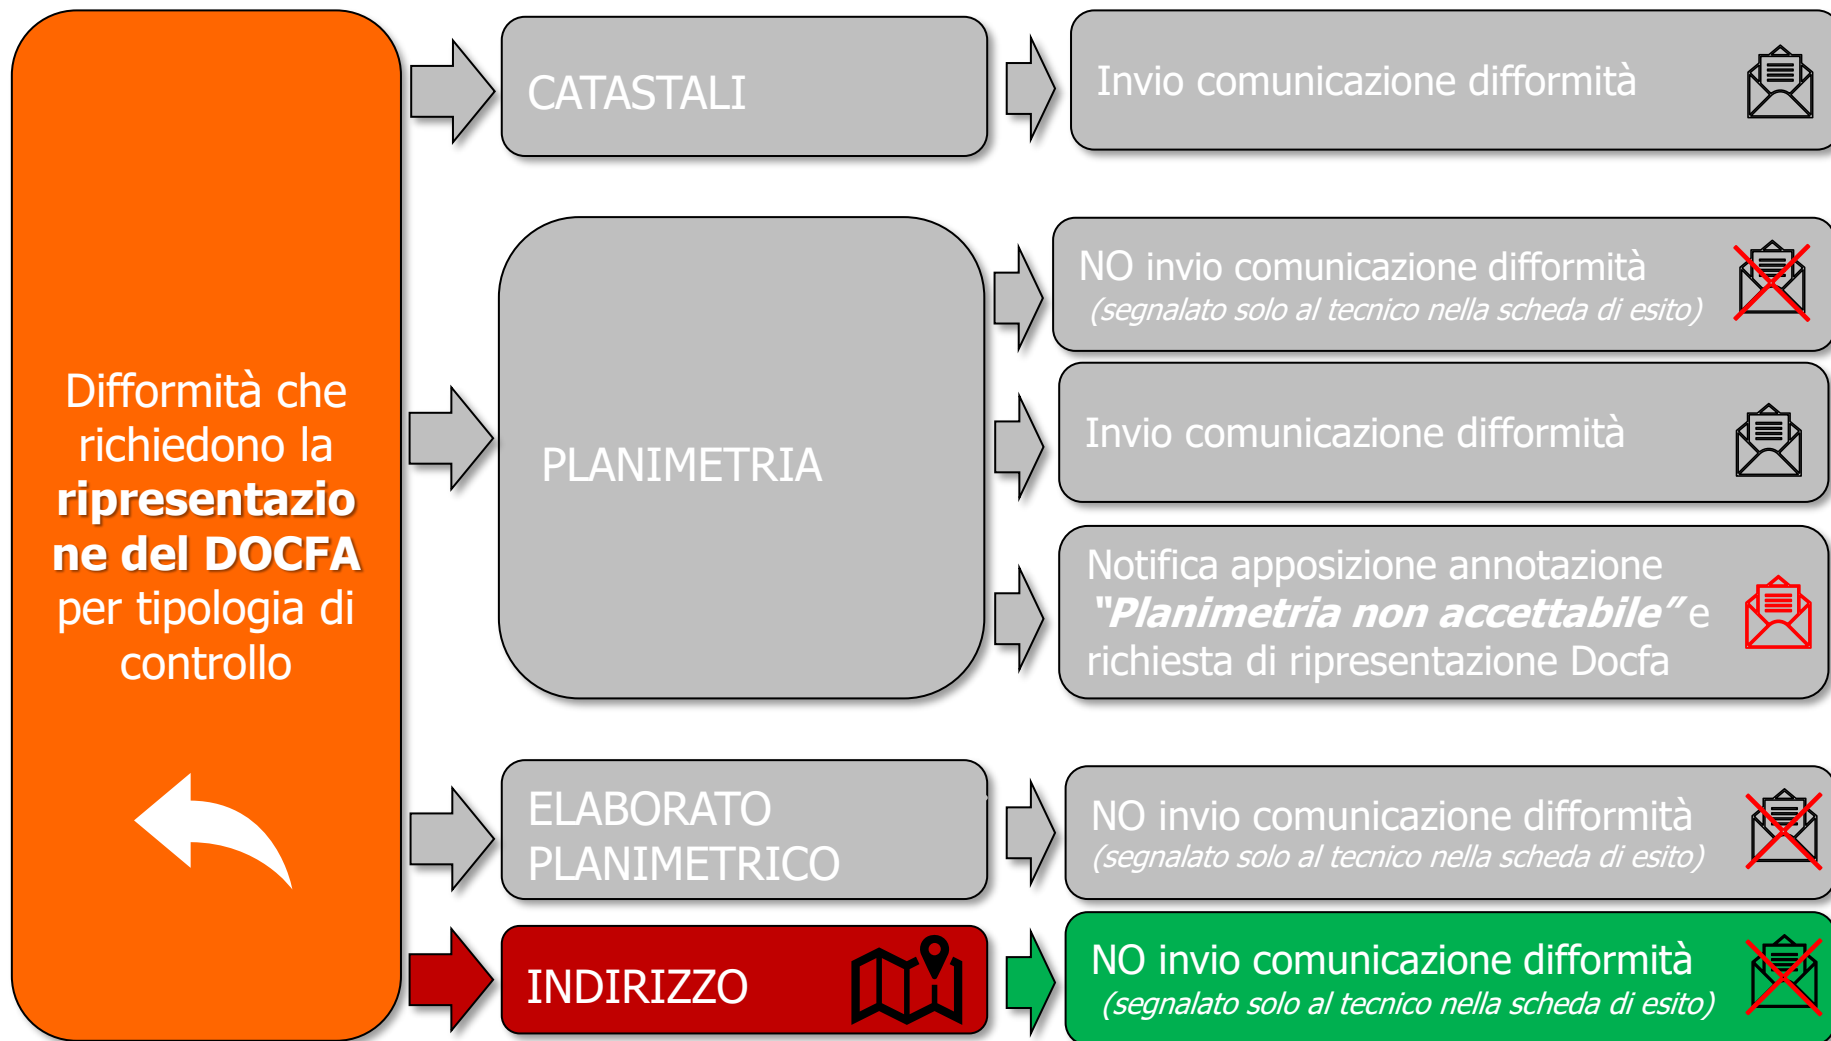 Difformità che
richiedono la
ripresentazio
ne del DOCFA
per tipologia di
controllo
CATASTALI
Invio comunicazione difformità
PLANIMETRIA
NO invio comunicazione difformità
(segnalato solo al tecnico nella scheda di esito)
Invio comunicazione difformità
Notifica apposizione annotazione
"Planimetria non accettabile" e
richiesta di ripresentazione Docfa
ELABORATO
PLANIMETRICO
NO invio comunicazione difformità
(segnalato solo al tecnico nella scheda di esito)
INDIRIZZO
NO invio comunicazione difformità
(segnalato solo al tecnico nella scheda di esito)